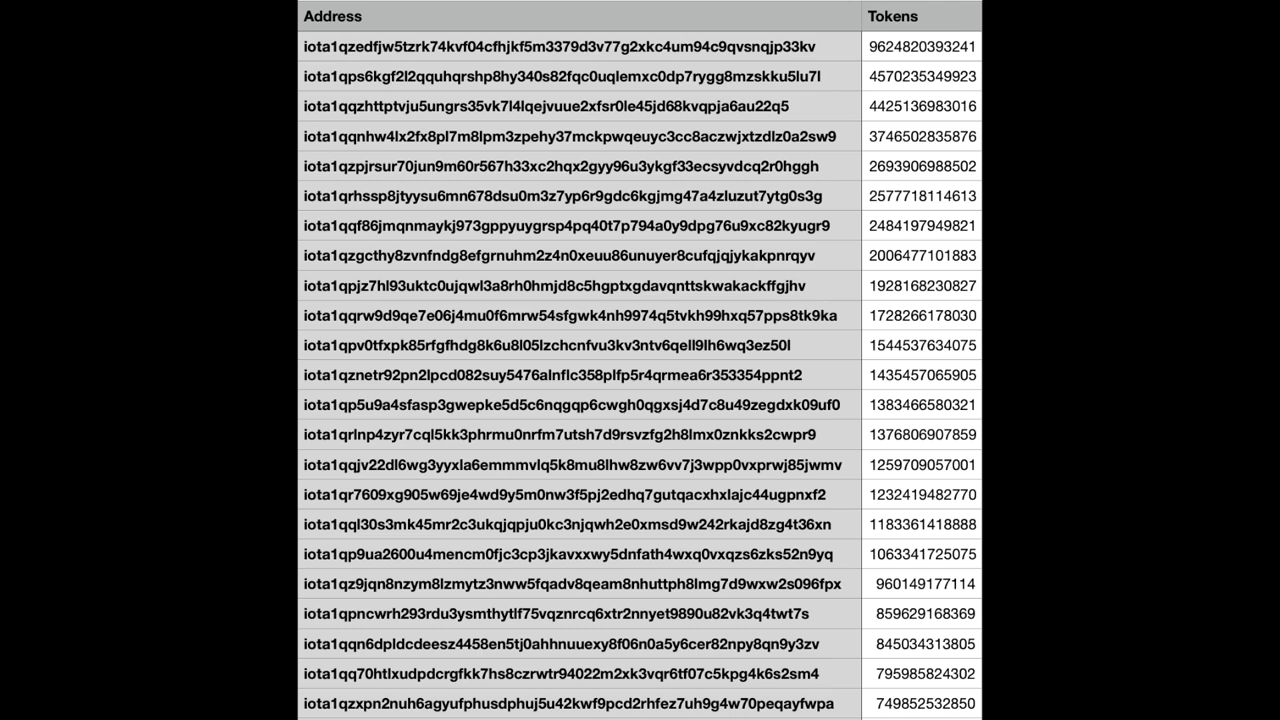 Address Tokens
iota1qzedfjw5tzrk74kvf04cfhjkf5m3379d3v77g2xkc4um94c9qvsnqjp33kv 9624820393241
iota1qps6kgf2l2qquhqrshp8hy340s82fqc0uqlemxc0dp7rygg8mzskku5lu7l 4570235349923
iota1qqzhttptvju5ungrs35vk7l4lqejvuue2xfsr0le45jd68kvqpja6au22q5 4425136983016
iota1qqnhw4lx2fx8pl7m8lpm3zpehy37mckpwqeuyc3cc8aczwjxtzdlz0a2sw9 3746502835876
iota1qzpjrsur70jun9m60r567h33xc2hqx2gyy96u3ykgf33ecsyvdcq2r0hggh 2693906988502
iota1qrhssp8jtyysu6mn678dsu0m3z7yp6r9gdc6kgjmg47a4zluzut7ytg0s3g 2577718114613
iota1qqf86jmqnmaykj973gppyuygrsp4pq40t7p794a0y9dpg76u9xc82kyugr9 2484197949821
iota1qzgcthy8zvnfndg8efgrnuhm2z4n0xeuu86unuyer8cufqjqjykakpnrqyv 2006477101883
iota1qpjz7hl93uktc0ujqwl3a8rh0hmjd8c5hgptxgdavqnttskwakackffgjhv 1928168230827
iota1qqrw9d9qe7e06j4mu0f6mrw54sfgwk4nh9974q5tvkh99hxq57pps8tk9ka 1728266178030
iota1qpv0tfxpk85rfgfhdg8k6u8l05lzchcnfvu3kv3ntv6qell9lh6wq3ez50l 1544537634075
iota1qznetr92pn2lpcd082suy5476alnflc358plfp5r4qrmea6r353354ppnt2 1435457065905
iota1qp5u9a4sfasp3gwepke5d5c6nqgqp6cwgh0qgxsj4d7c8u49zegdxk09uf0 1383466580321
iota1qrlnp4zyr7cql5kk3phrmu0nrfm7utsh7d9rsvzfg2h8lmx0znkks2cwpr9 1376806907859
iota1qqjv22dl6wg3yyxla6emmmvlq5k8mu8lhw8zw6vv7j3wpp0vxprwj85jwmv 1259709057001
iota1qr7609xg905w69je4wd9y5m0nw3f5pj2edhq7gutqacxhxlajc44ugpnxf2 1232419482770
iota1qql30s3mk45mr2c3ukqjqpju0kc3njqwh2e0xmsd9w242rkajd8zg4t36xn 1183361418888
iota1qp9ua2600u4mencm0fjc3cp3jkavxxwy5dnfath4wxq0vxqzs6zks52n9yq 1063341725075
iota1qz9jqn8nzym8lzmytz3nww5fqadv8qeam8nhuttph8lmg7d9wxw2s096fpx 960149177114
iota1qpncwrh293rdu3ysmthytlf75vqznrcq6xtr2nnyet9890u82vk3q4twt7s 859629168369
iota1qqn6dpldcdeesz4458en5tj0ahhnuuexy8f06n0a5y6cer82npy8qn9y3zv 845034313805
iota1qq70htlxudpdcrgfkk7hs8czrwtr94022m2xk3vqr6tf07c5kpg4k6s2sm4 795985824302
iota1qzxpn2nuh6agyufphusdphuj5u42kwf9pcd2rhfez7uh9g4w70peqayfwpa 749852532850